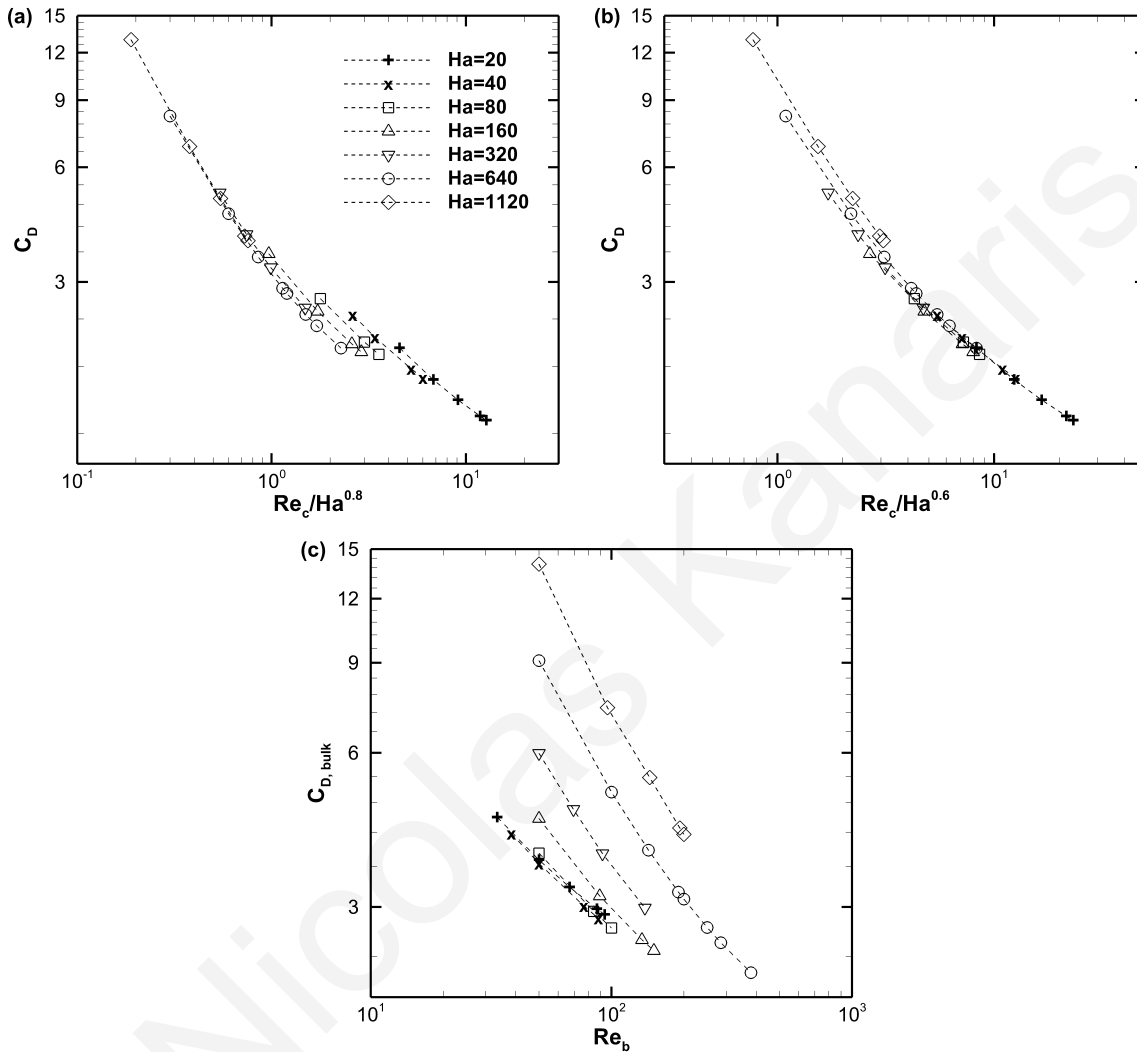 (a)
15
12
9
6
3
C_D
Ha=20
Ha=40
Ha=80
Ha=160
Ha=320
Ha=640
Ha=1120
10^-1
10^0
10^1
Re_c/Ha^0.8
(b)
15
12
9
6
3
C_D
10^0
10^1
Re_c/Ha^0.6
(c)
15
12
9
6
3
C_D, bulk
10^1
10^2
10^3
Re_b
Nicolas Kanaris